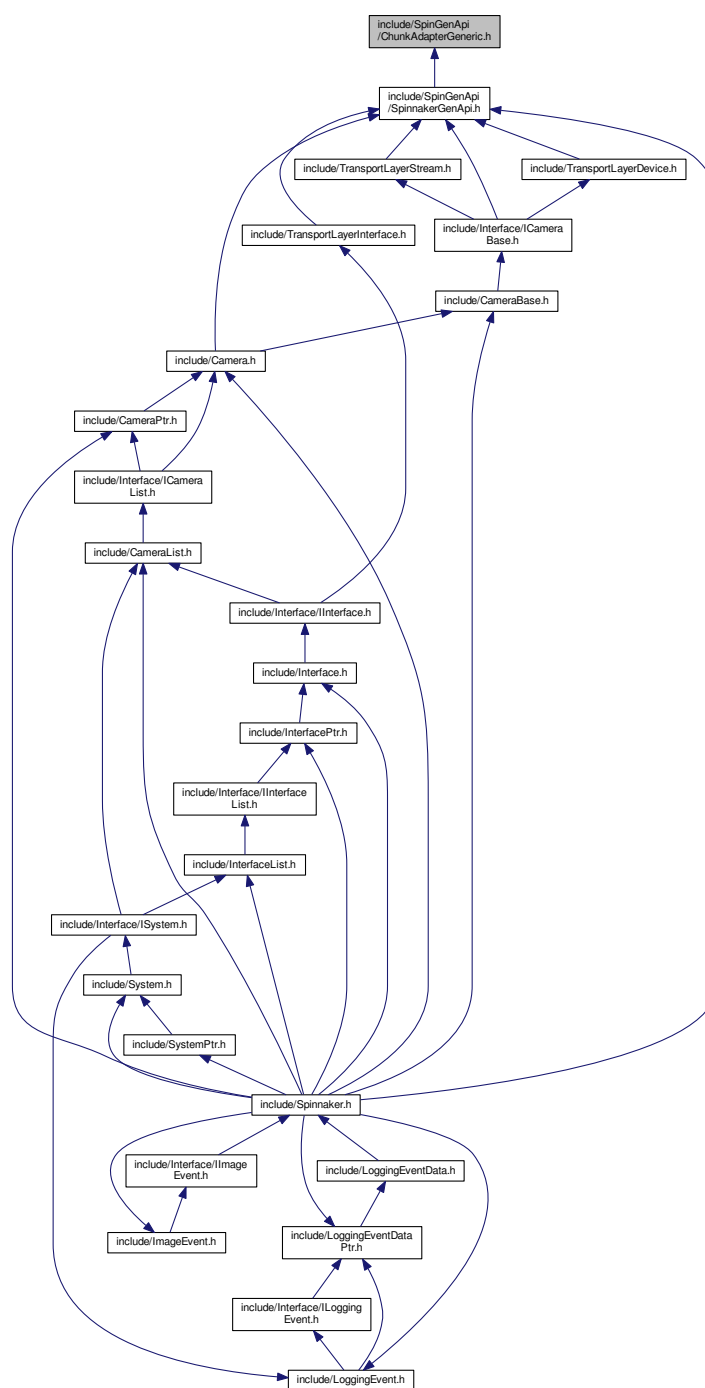 include/SpinGenApi
/ChunkAdapterGeneric.h
include/SpinGenApi
/SpinnakerGenApi.h
include/TransportLayerStream.h
include/TransportLayerDevice.h
include/TransportLayerInterface.h
include/Interface/ICamera
Base.h
include/CameraBase.h
include/Camera.h
include/CameraPtr.h
include/Interface/ICamera
List.h
include/CameraList.h
include/Interface/IInterface.h
include/Interface.h
include/InterfacePtr.h
include/Interface/IInterface
List.h
include/InterfaceList.h
include/Interface/ISystem.h
include/System.h
include/SystemPtr.h
include/Spinnaker.h
include/Interface/IImage
Event.h
include/LoggingEventData.h
include/ImageEvent.h
include/LoggingEventData
Ptr.h
include/Interface/ILogging
Event.h
include/LoggingEvent.h